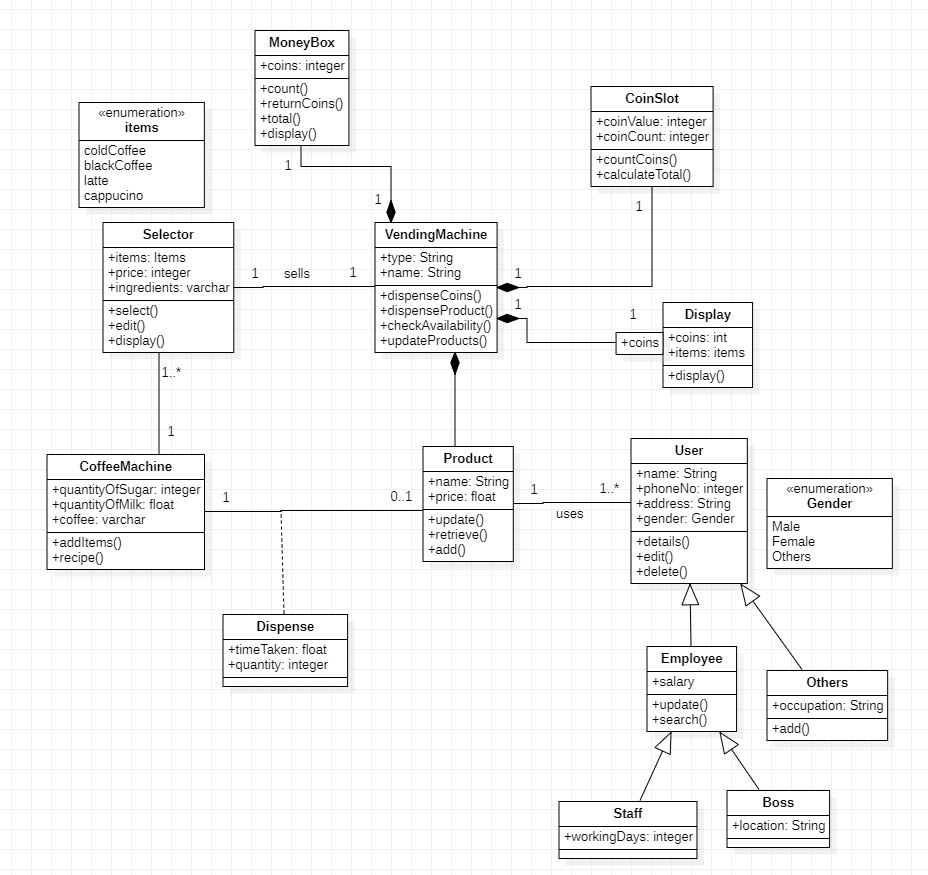 MoneyBox
+coins: integer
+count()
+returnCoins()
+total()
+display()
1
1
CoinSlot
+coinValue: integer
+coinCount: integer
+countCoins()
+calculateTotal()
1
«enumeration»
items
coldCoffee
blackCoffee
latte
cappucino
Selector
+items: Items
+price: integer
+ingredients: varchar
+select()
+edit()
+display()
1
sells
1
VendingMachine
+type: String
+name: String
+dispenseCoins()
+dispenseProduct()
+checkAvailability()
+updateProducts()
1
1
1
+coins
Display
+coins: int
+items: items
+display()
1..*
1
CoffeeMachine
+quantityOfSugar: integer
+quantityOfMilk: float
+coffee: varchar
+addItems()
+recipe()
1
0..1
Product
+name: String
+price: float
+update()
+retrieve()
+add()
1
1..*
uses
User
+name: String
+phoneNo: integer
+address: String
+gender: Gender
+details()
+edit()
+delete()
«enumeration»
Gender
Male
Female
Others
Dispense
+timeTaken: float
+quantity: integer
Employee
+salary
+update()
+search()
Others
+occupation: String
+add()
Staff
+workingDays: integer
Boss
+location: String